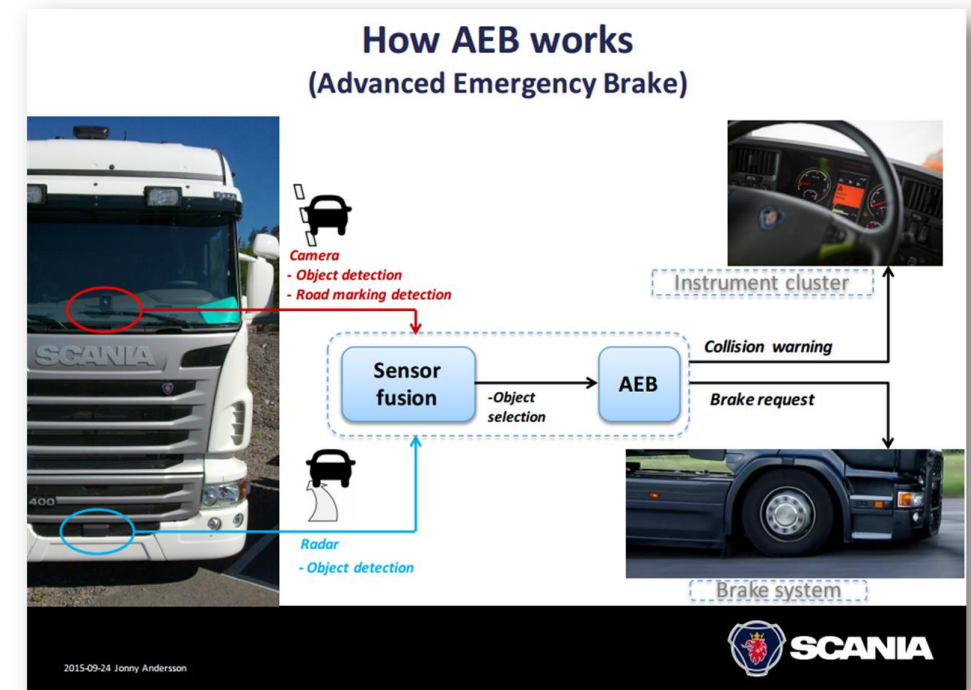 How AEB works
(Advanced Emergency Brake)
Camera
- Object detection
- Road marking detection
SCANIA
400
Sensor
fusion
-Object
selection
AEB
Radar
- Object detection
Collision warning
Brake request
Instrument cluster
Brake system
2015-09-24 Jonny Andersson
SCANIA